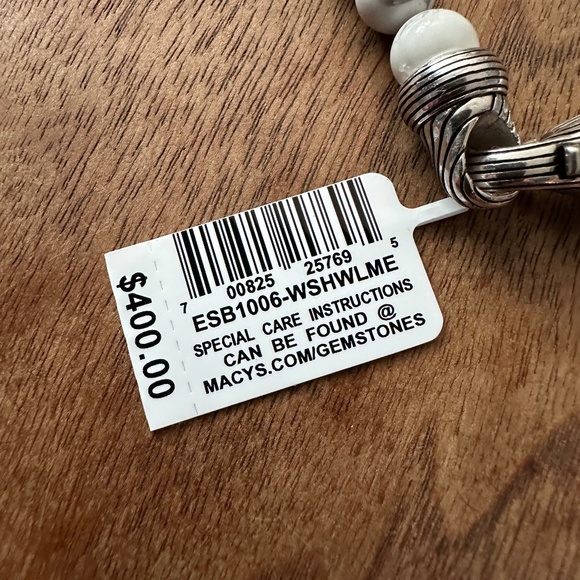 $400.00
7 00825 25769 5
ESB1006-WSHWLME
SPECIAL CARE INSTRUCTIONS
CAN BE FOUND @
MACYS.COM/GEMSTONES